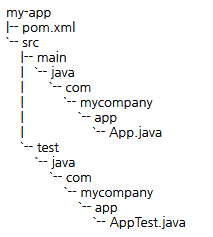 my-app
|-- pom.xml
`-- src
    |-- main
    |   `-- java
    |       `-- com
    |           `-- mycompany
    |               `-- app
    |                   `-- App.java
    `-- test
        `-- java
            `-- com
                `-- mycompany
                    `-- app
                        `-- AppTest.java